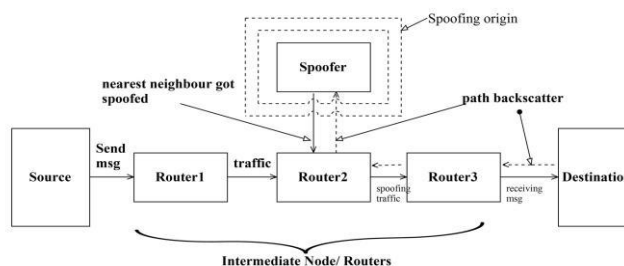 Spoofing origin
Spoofer
nearest neighbour got
spoofed
path backscatter
Send
msg
traffic
Source
Router1
Router2
Router3
Destination
spoofing
traffic
receiving
msg
Intermediate Node/ Routers